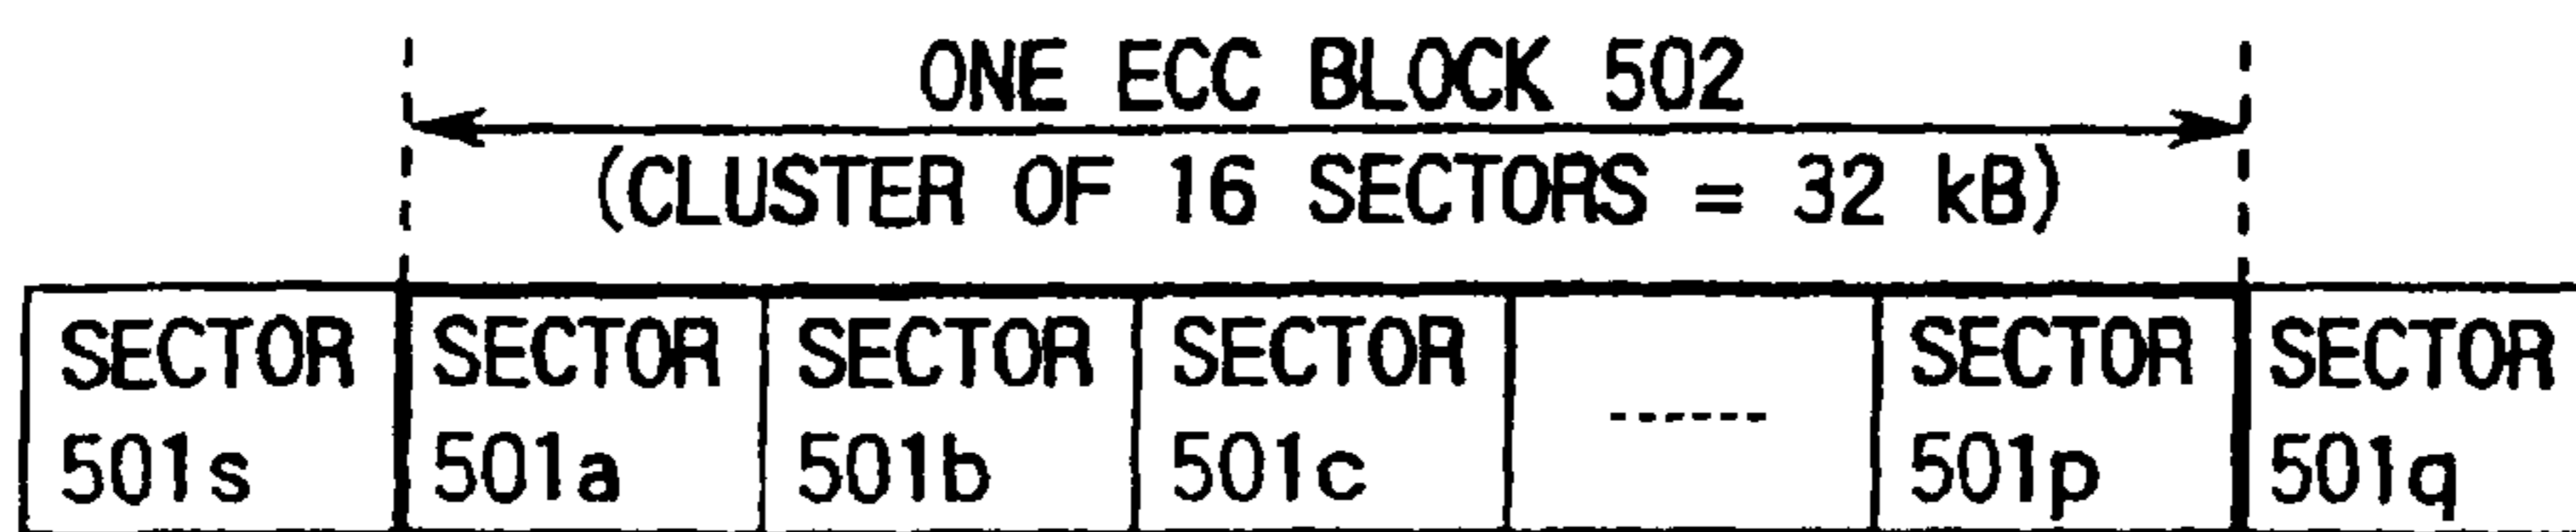 ONE ECC BLOCK 502
(CLUSTER OF 16 SECTORS = 32 kB)
SECTOR SECTOR SECTOR SECTOR ------ SECTOR SECTOR
501s 501a 501b 501c 501p 501q